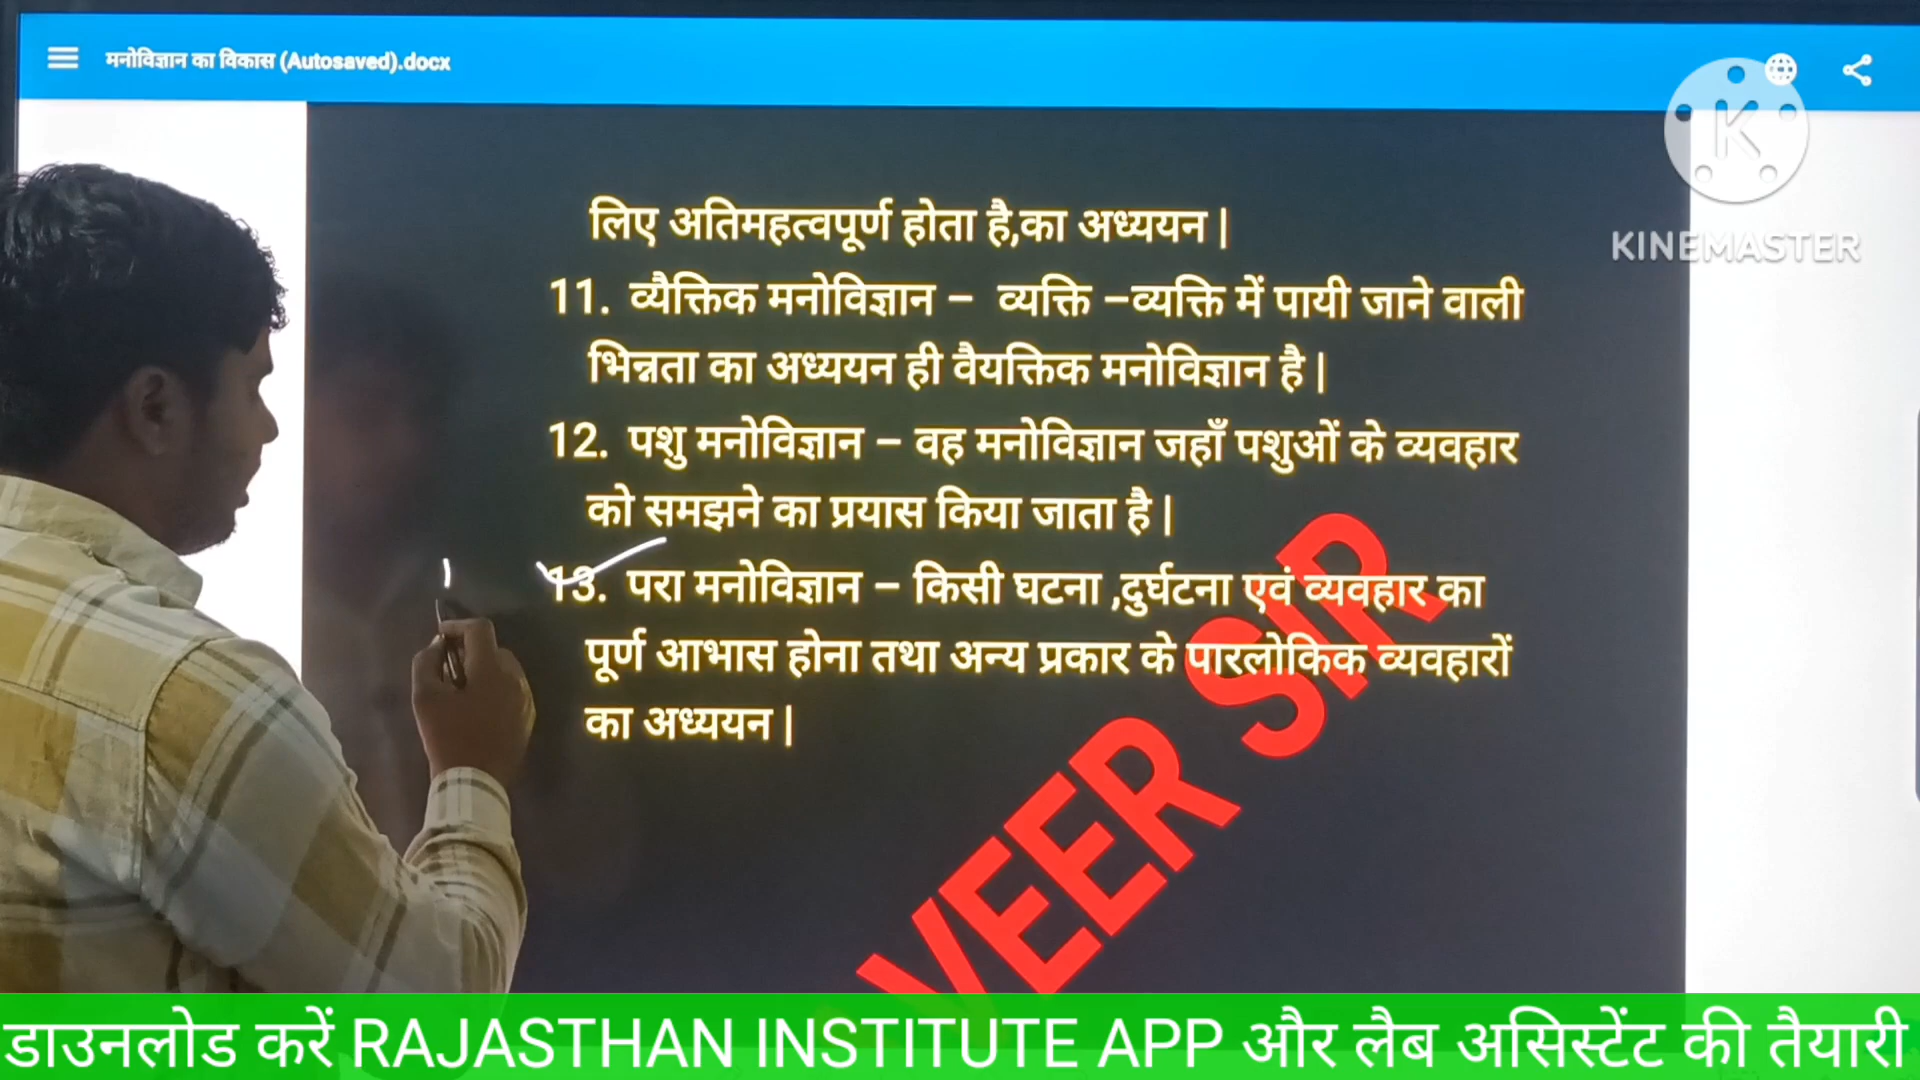 मनोविज्ञान का विकास (Autosaved).docx
KINEMASTER
लिए अतिमहत्वपूर्ण होता है,का अध्ययन |
11. व्यैक्तिक मनोविज्ञान – व्यक्ति –व्यक्ति में पायी जाने वाली
भिन्नता का अध्ययन ही वैयक्तिक मनोविज्ञान है |
12. पशु मनोविज्ञान – वह मनोविज्ञान जहाँ पशुओं के व्यवहार
को समझने का प्रयास किया जाता है |
13. परा मनोविज्ञान – किसी घटना ,दुर्घटना एवं व्यवहार का
पूर्ण आभास होना तथा अन्य प्रकार के पारलोकिक व्यवहारों
का अध्ययन |
VEER SIR
डाउनलोड करें RAJASTHAN INSTITUTE APP और लैब असिस्टेंट की तैयारी